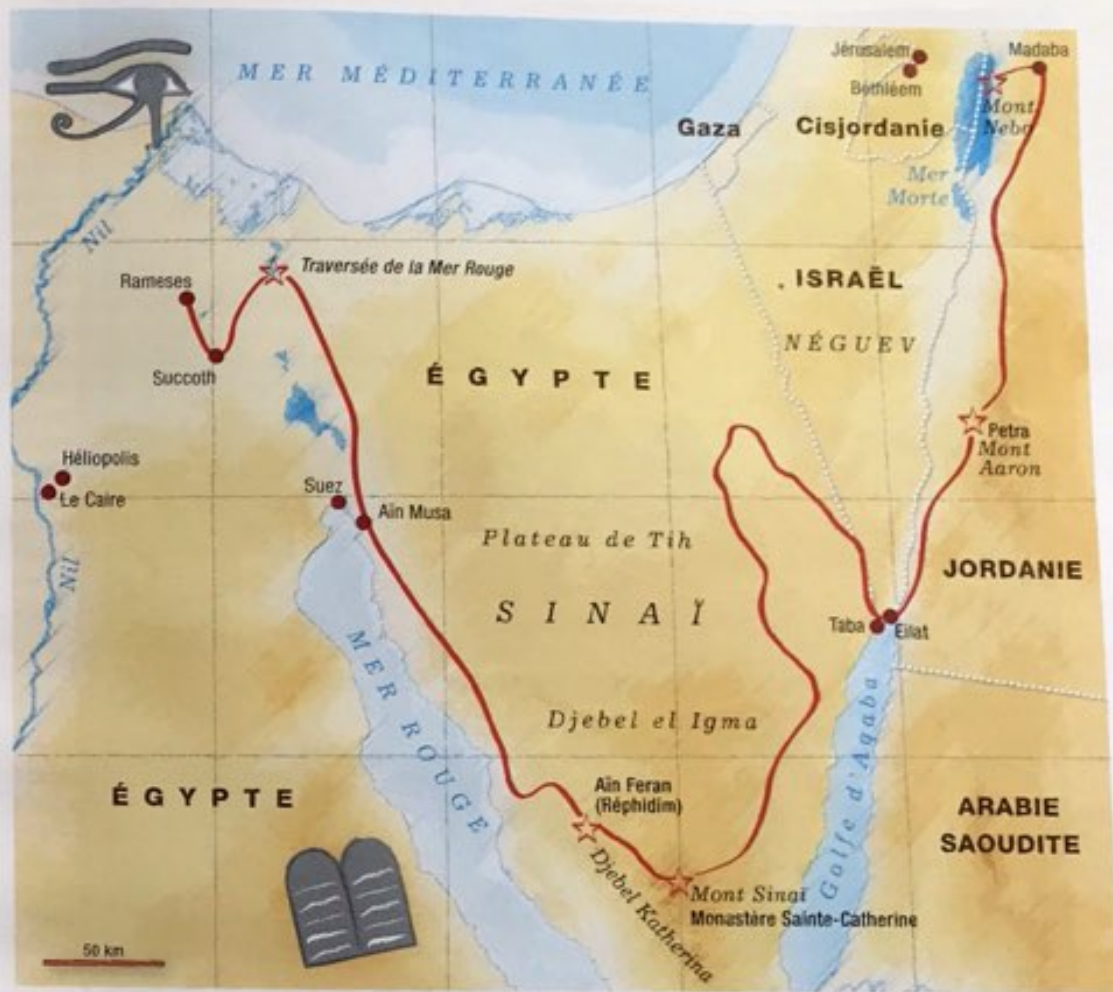 MER MÉDITERRANÉE
Jérusalem
Bethléem
Madaba
Mont
Nebo
Gaza
Cisjordanie
Mer
Morte
Nil
Rameses
Traversée de la Mer Rouge
Succoth
ISRAËL
NÉGUEV
ÉGYPTE
Héliopolis
Le Caire
Nil
Suez
Aïn Musa
Petra
Mont
Aaron
Plateau de Tih
SINAÏ
JORDANIE
Taba
Eilat
MER ROUGE
Djebel el Igma
Golfe d'Aqaba
ÉGYPTE
Aïn Feran
(Réphidim)
Djebel Katherina
Mont Sinaï
Monastère Sainte-Catherine
ARABIE
SAOUDITE
50 km